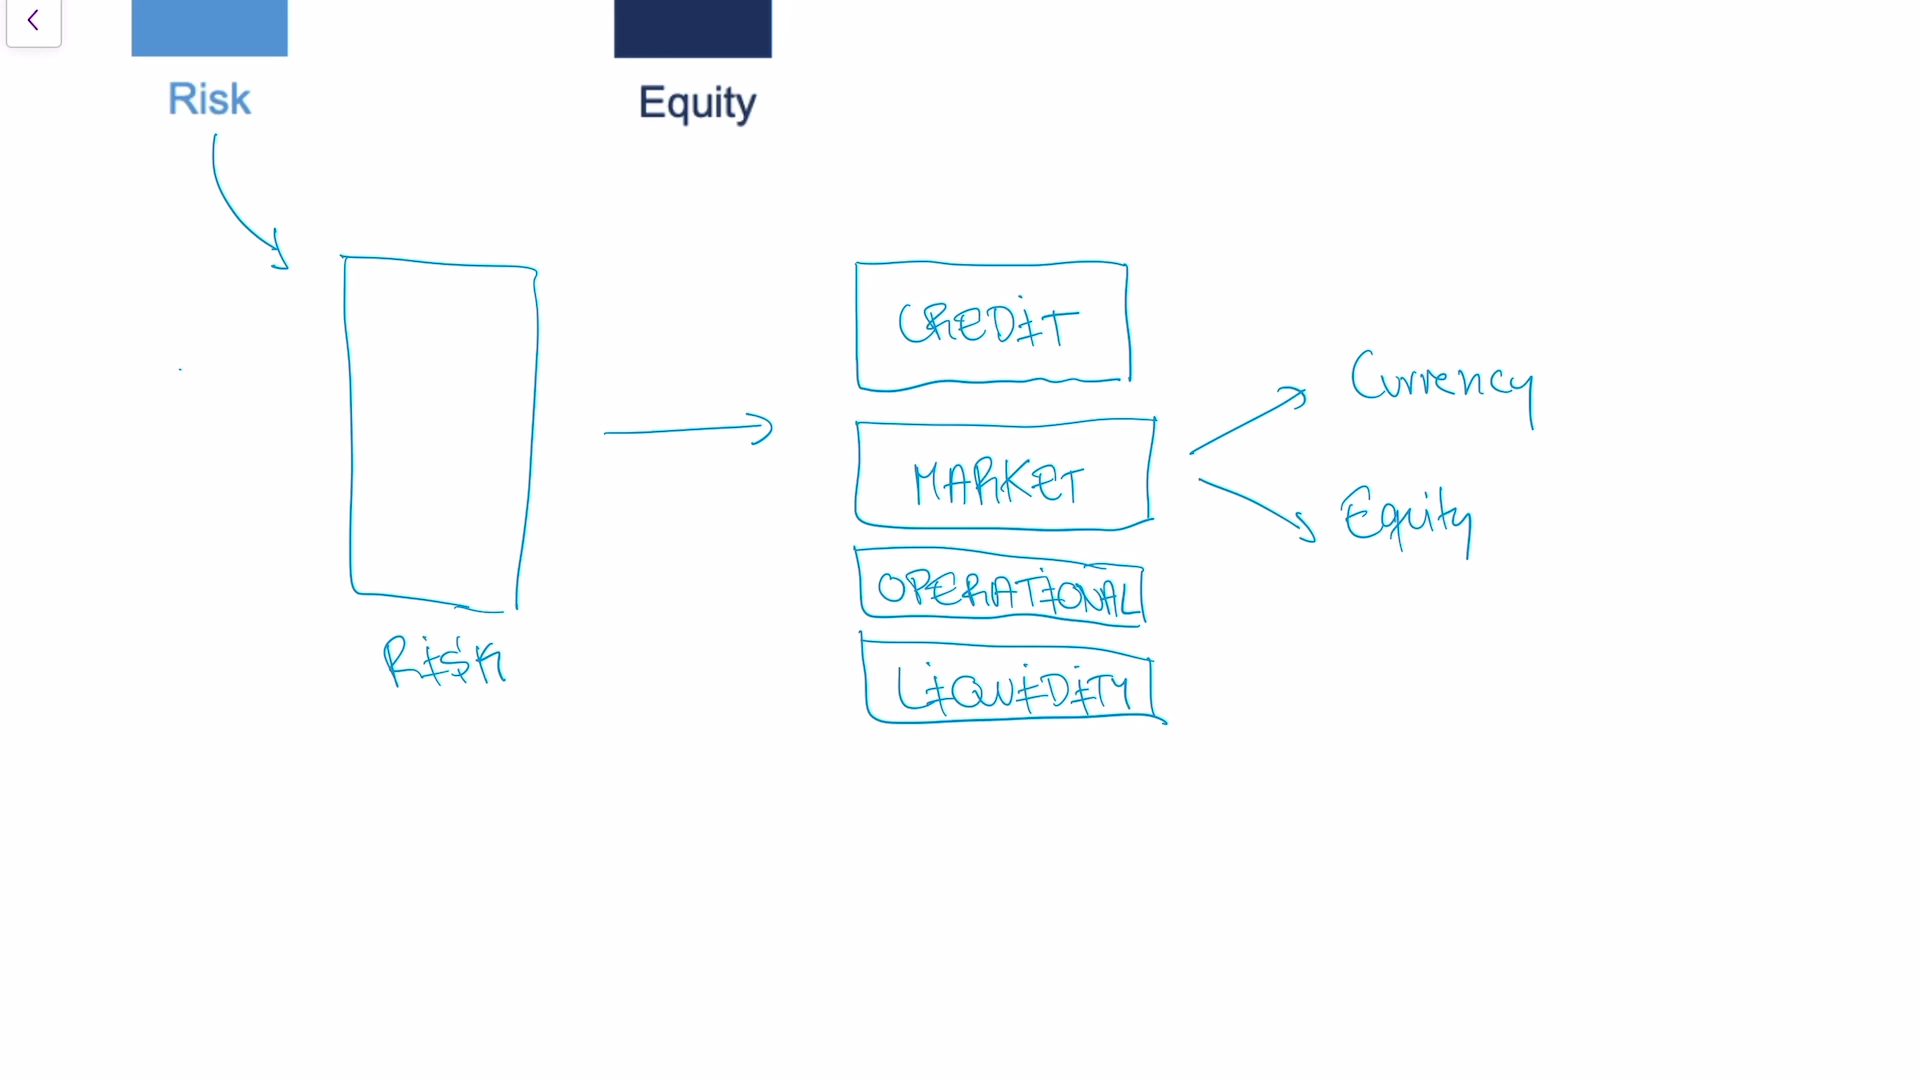 Risk
Equity
CREDIT
MARKET
Currency
Equity
OPERATIONAL
LIQUIDITY
RISK